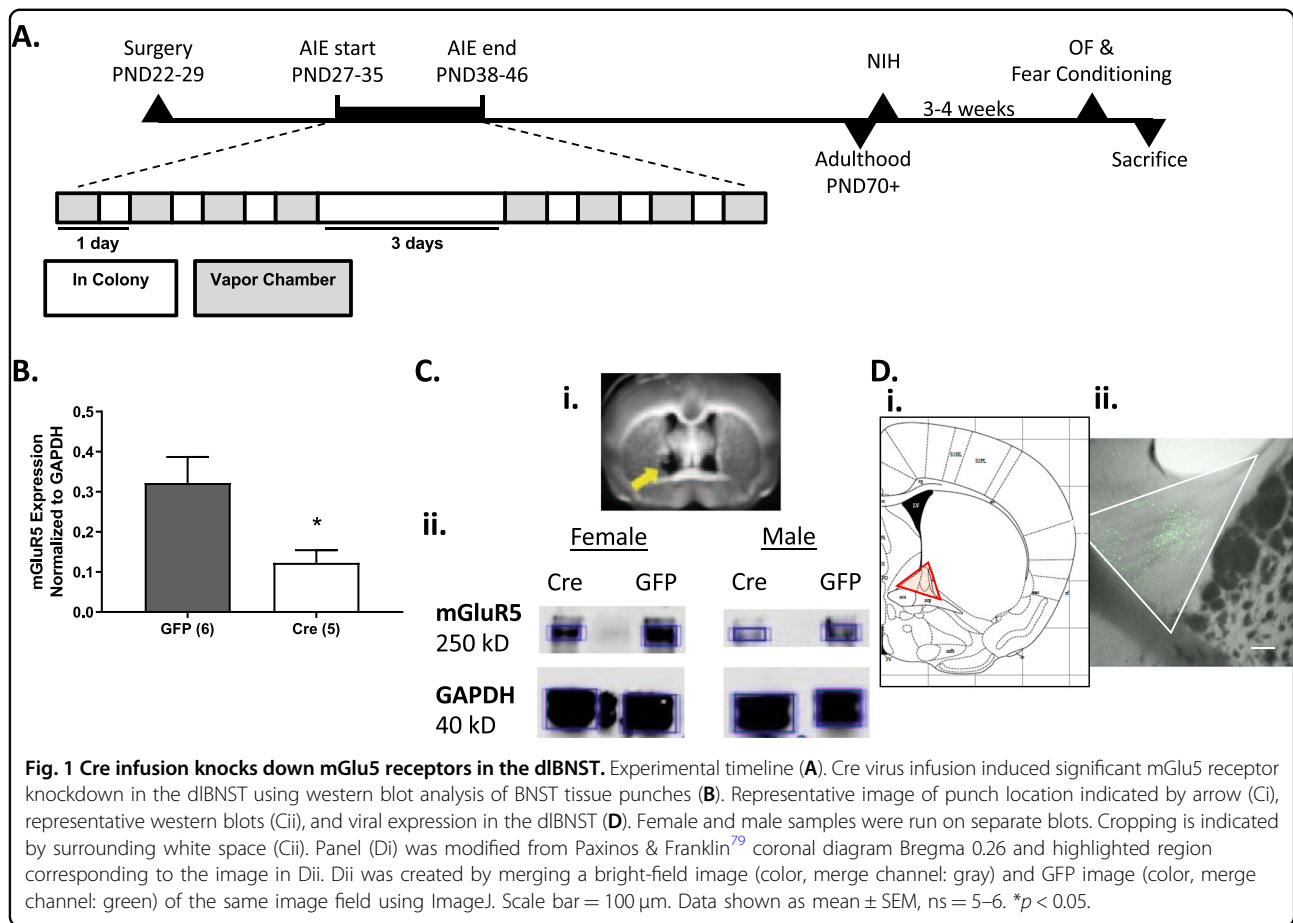 A.
Surgery
PND22-29
AIE start
PND27-35
AIE end
PND38-46
NIH
OF &
Fear Conditioning
3-4 weeks
Adulthood
PND70+
Sacrifice
1 day
3 days
In Colony
Vapor Chamber
B.
mGluR5 Expression
Normalized to GAPDH
0.5
0.4
0.3
0.2
0.1
0.0
*
GFP (6)
Cre (5)
C.
i.
ii.
Female
Male
Cre
GFP
Cre
GFP
mGluR5
250 kD
GAPDH
40 kD
D.
i.
ii.
LV
Fig. 1 Cre infusion knocks down mGlu5 receptors in the dlBNST. Experimental timeline (A). Cre virus infusion induced significant mGlu5 receptor
knockdown in the dlBNST using western blot analysis of BNST tissue punches (B). Representative image of punch location indicated by arrow (Ci),
representative western blots (Cii), and viral expression in the dlBNST (D). Female and male samples were run on separate blots. Cropping is indicated
by surrounding white space (Cii). Panel (Di) was modified from Paxinos & Franklin79 coronal diagram Bregma 0.26 and highlighted region
corresponding to the image in Dii. Dii was created by merging a bright-field image (color, merge channel: gray) and GFP image (color, merge
channel: green) of the same image field using ImageJ. Scale bar = 100 μm. Data shown as mean ± SEM, ns = 5–6. *p < 0.05.